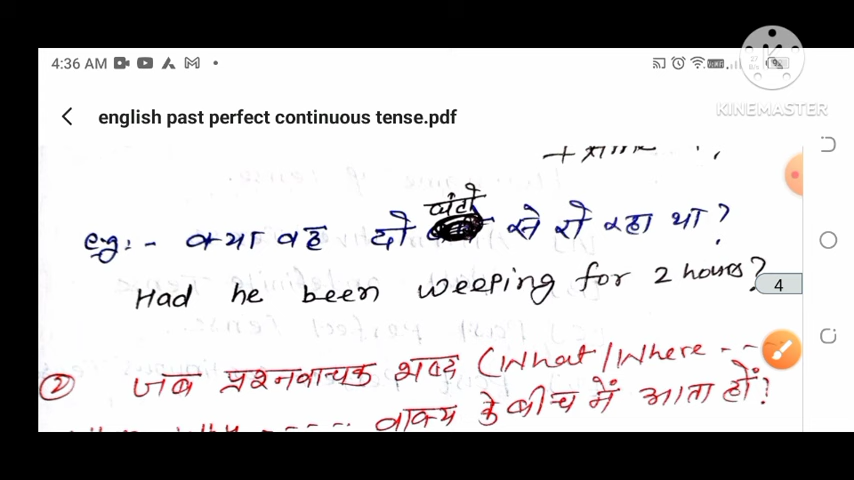 4:36 AM
KINEMASTER
english past perfect continuous tense.pdf
घंटो
e.g:- क्या वह दो से रो रहा था?
Had he been weeping for 2 hours?
4
② जब प्रश्नवाचक शब्द (What/Where ---
वाक्य के बीच में आता हों?